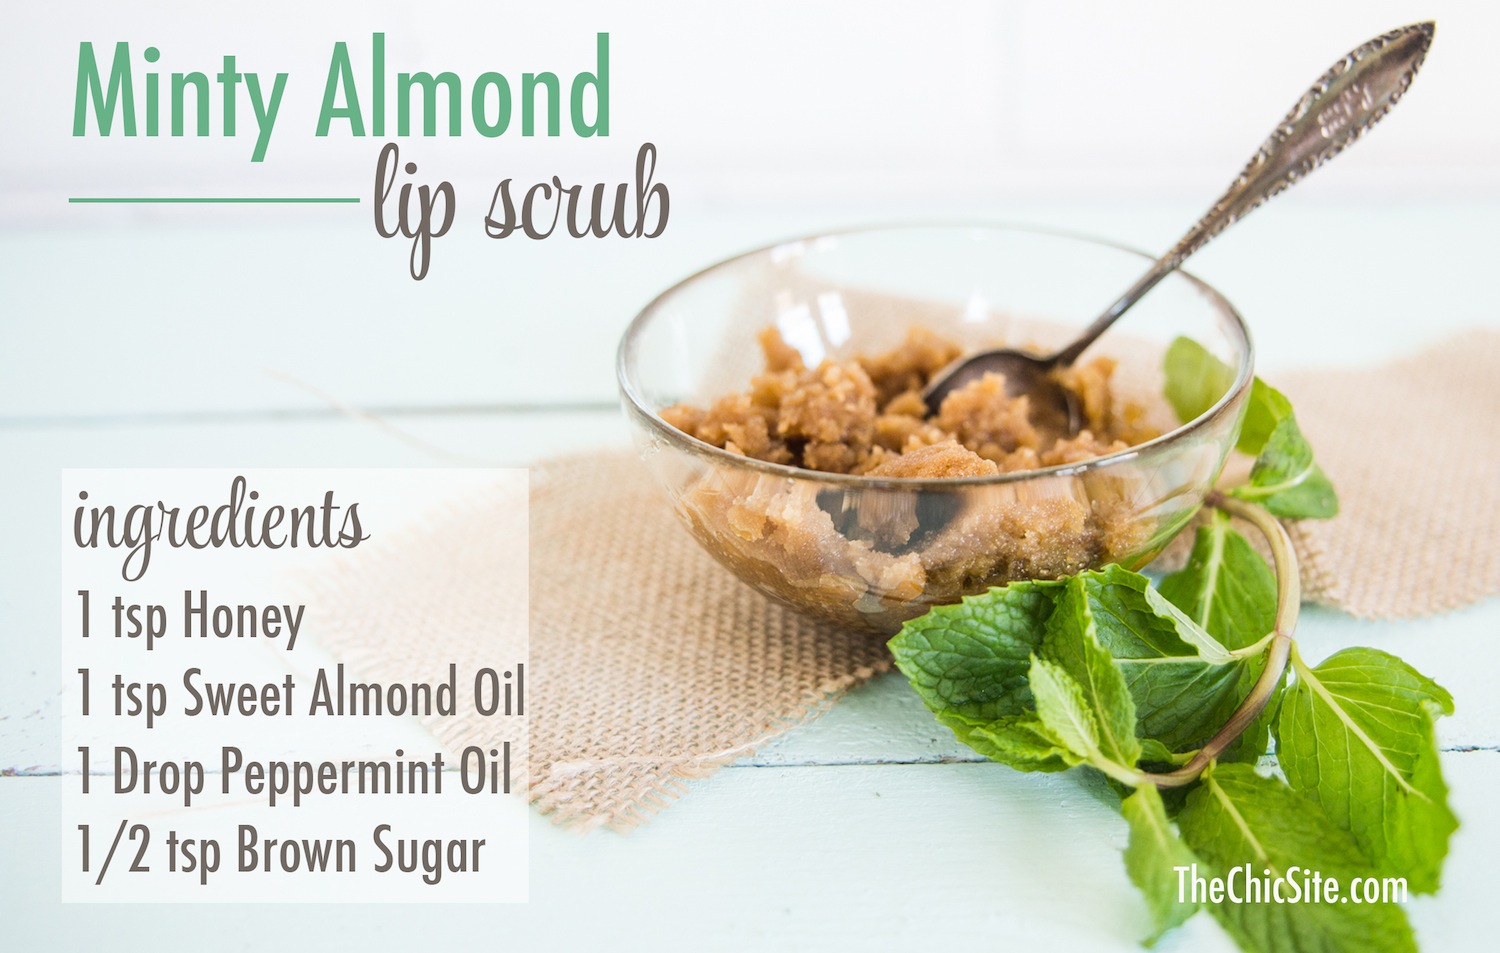 Minty Almond
lip scrub
ingredients
1 tsp Honey
1 tsp Sweet Almond Oil
1 Drop Peppermint Oil
1/2 tsp Brown Sugar
TheChicSite.com